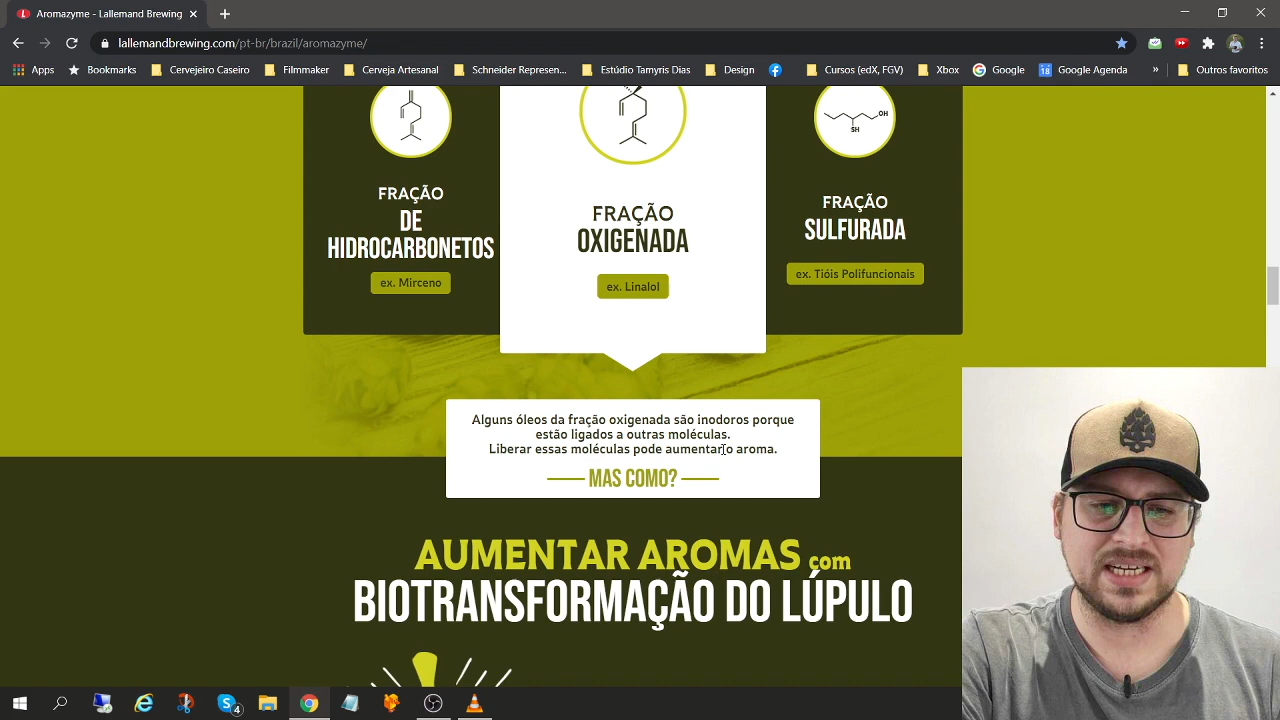 Aromazyme - Lallemand Brewing
lallemandbrewing.com/pt-br/brazil/aromazyme/
Apps
Bookmarks
Cervejeiro Caseiro
Filmmaker
Cerveja Artesanal
Schneider Represen...
Estúdio Tamyris Dias
Design
Cursos (edX, FGV)
Xbox
Google
18
Google Agenda
»
Outros favoritos
OH
SH
FRAÇÃO
DE
HIDROCARBONETOS
ex. Mirceno
FRAÇÃO
OXIGENADA
ex. Linalol
FRAÇÃO
SULFURADA
ex. Tióis Polifuncionais
Alguns óleos da fração oxigenada são inodoros porque
estão ligados a outras moléculas.
Liberar essas moléculas pode aumentar o aroma.
MAS COMO?
AUMENTAR AROMAS com
BIOTRANSFORMAÇÃO DO LÚPULO
4